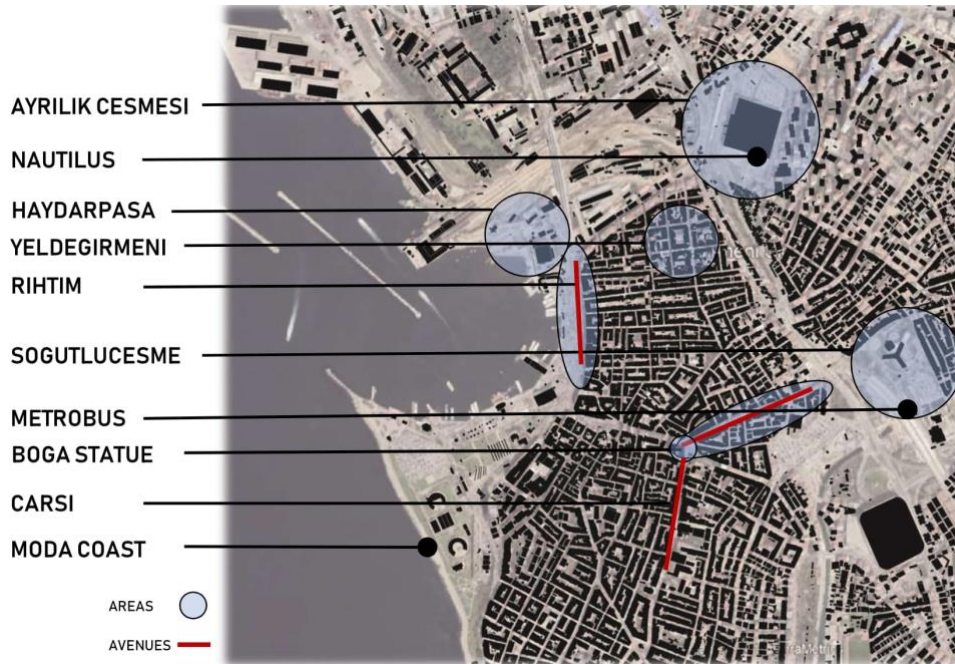 AYRILIK CESMESI
NAUTILUS
HAYDARPASA
YELDEGIRMENI
RIHTIM
SOGUTLUCESME
METROBUS
BOGA STATUE
CARSI
MODA COAST
AREAS
AVENUES